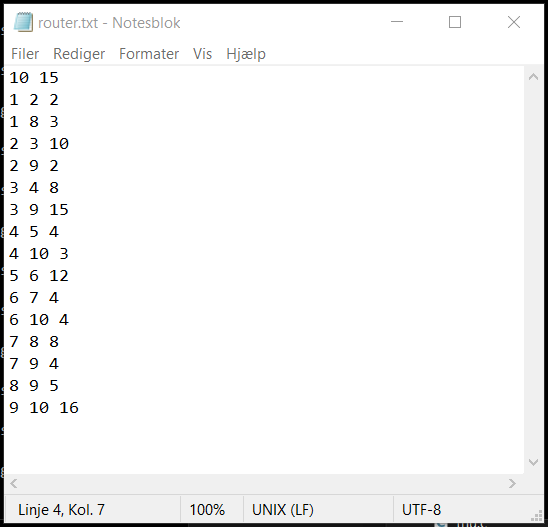 router.txt - Notesblok
Filer Rediger Formater Vis Hjælp
10 15
1 2 2
1 8 3
2 3 10
2 9 2
3 4 8
3 9 15
4 5 4
4 10 3
5 6 12
6 7 4
6 10 4
7 8 8
7 9 4
8 9 5
9 10 16
Linje 4, Kol. 7 100% UNIX (LF) UTF-8